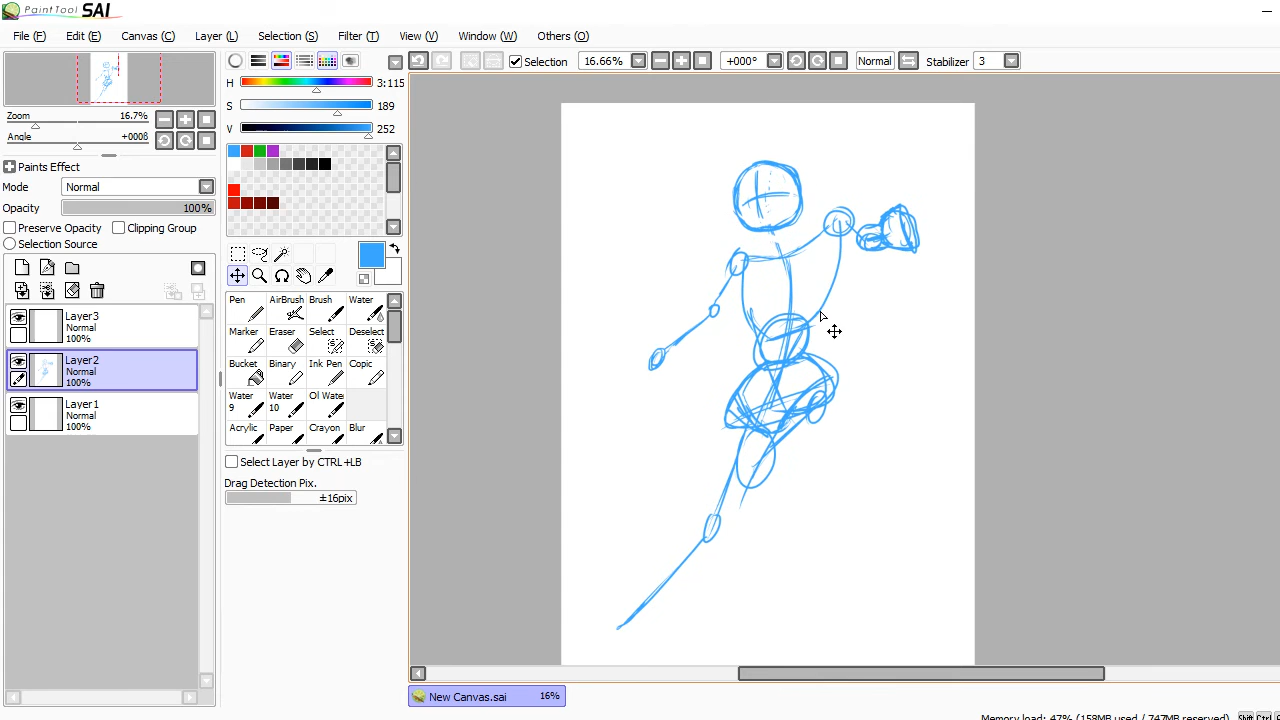 PaintTool SAI
File (F) Edit (E) Canvas (C) Layer (L) Selection (S) Filter (T) View (V) Window (W) Others (O)
Selection 16.66% +000° Normal Stabilizer
Zoom 16.7%
Angle
Paints Effect
Mode Normal
Opacity 100%
Preserve Opacity Clipping Group
Selection Source
Layer3
Normal
100%
Layer2
Normal
100%
Layer1
Normal
100%
H 3:115
S 189
V 252
Pen AirBrush Brush Water
Marker Eraser Select Deselect
Bucket Binary Ink Pen Copic
Water 9 Water 10 Ol Water
Acrylic Paper Crayon Blur
Select Layer by CTRL+LB
Drag Detection Pix.
±16pix
New Canvas.sai 16%
Memory load: 47% (158MB used / 747MB reserved)